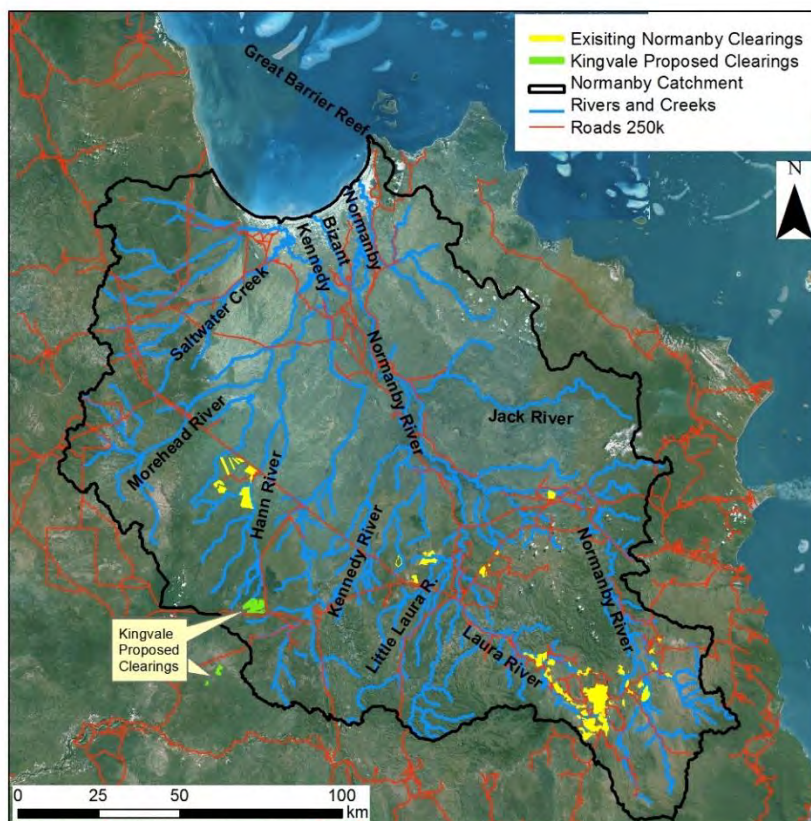 Exisiting Normanby Clearings
Kingvale Proposed Clearings
Normanby Catchment
Rivers and Creeks
Roads 250k
N
Great Barrier Reef
Normanby
Bizant
Kennedy
Saltwater Creek
Normanby River
Jack River
Morehead River
Hann River
Kennedy River
Normanby River
Little Laura R.
Laura River
Kingvale
Proposed
Clearings
0 25 50 100
km